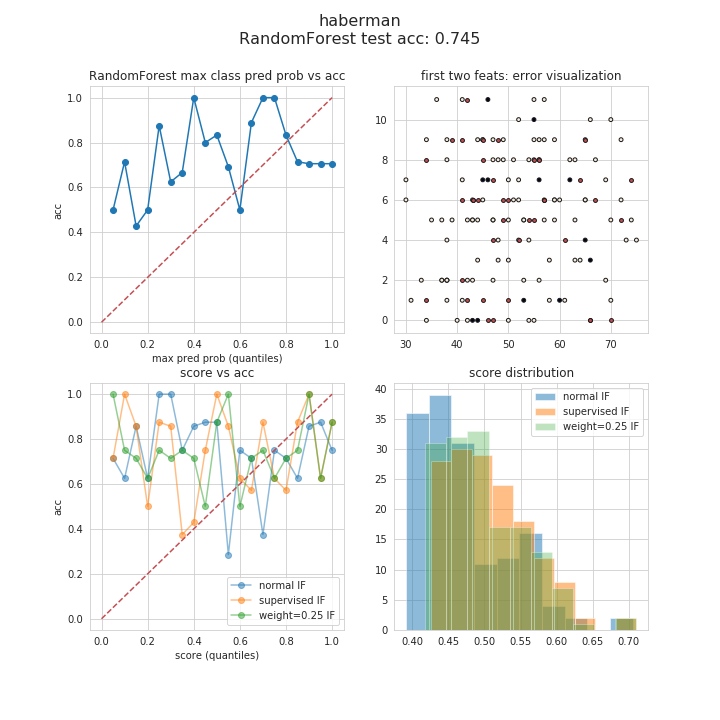 haberman
RandomForest test acc: 0.745
RandomForest max class pred prob vs acc
1.0
0.8
0.6
0.4
0.2
0.0
acc
0.0 0.2 0.4 0.6 0.8 1.0
max pred prob (quantiles)
first two feats: error visualization
10
8
6
4
2
0
30 40 50 60 70
score vs acc
1.0
0.8
0.6
0.4
0.2
0.0
acc
normal IF
supervised IF
weight=0.25 IF
0.0 0.2 0.4 0.6 0.8 1.0
score (quantiles)
score distribution
40
35
30
25
20
15
10
5
0
normal IF
supervised IF
weight=0.25 IF
0.40 0.45 0.50 0.55 0.60 0.65 0.70